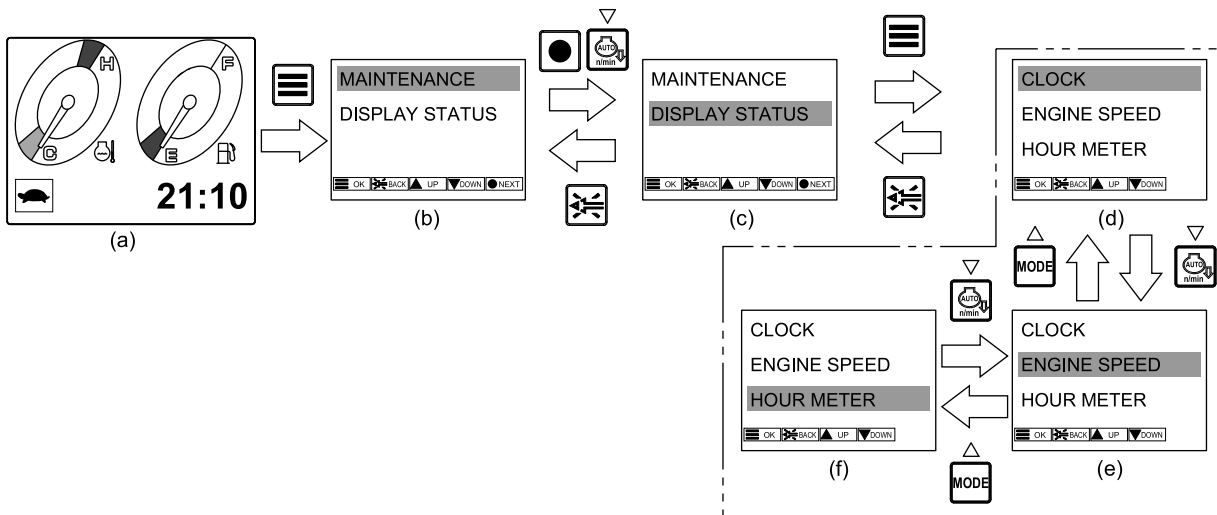 H
F
C
E
21:10
(a)
MAINTENANCE
DISPLAY STATUS
OK BACK UP DOWN NEXT
(b)
AUTO
n/min
MAINTENANCE
DISPLAY STATUS
OK BACK UP DOWN NEXT
(c)
CLOCK
ENGINE SPEED
HOUR METER
OK BACK UP DOWN
(d)
MODE
AUTO
n/min
AUTO
n/min
CLOCK
ENGINE SPEED
HOUR METER
OK BACK UP DOWN
(f)
MODE
CLOCK
ENGINE SPEED
HOUR METER
OK BACK UP DOWN
(e)